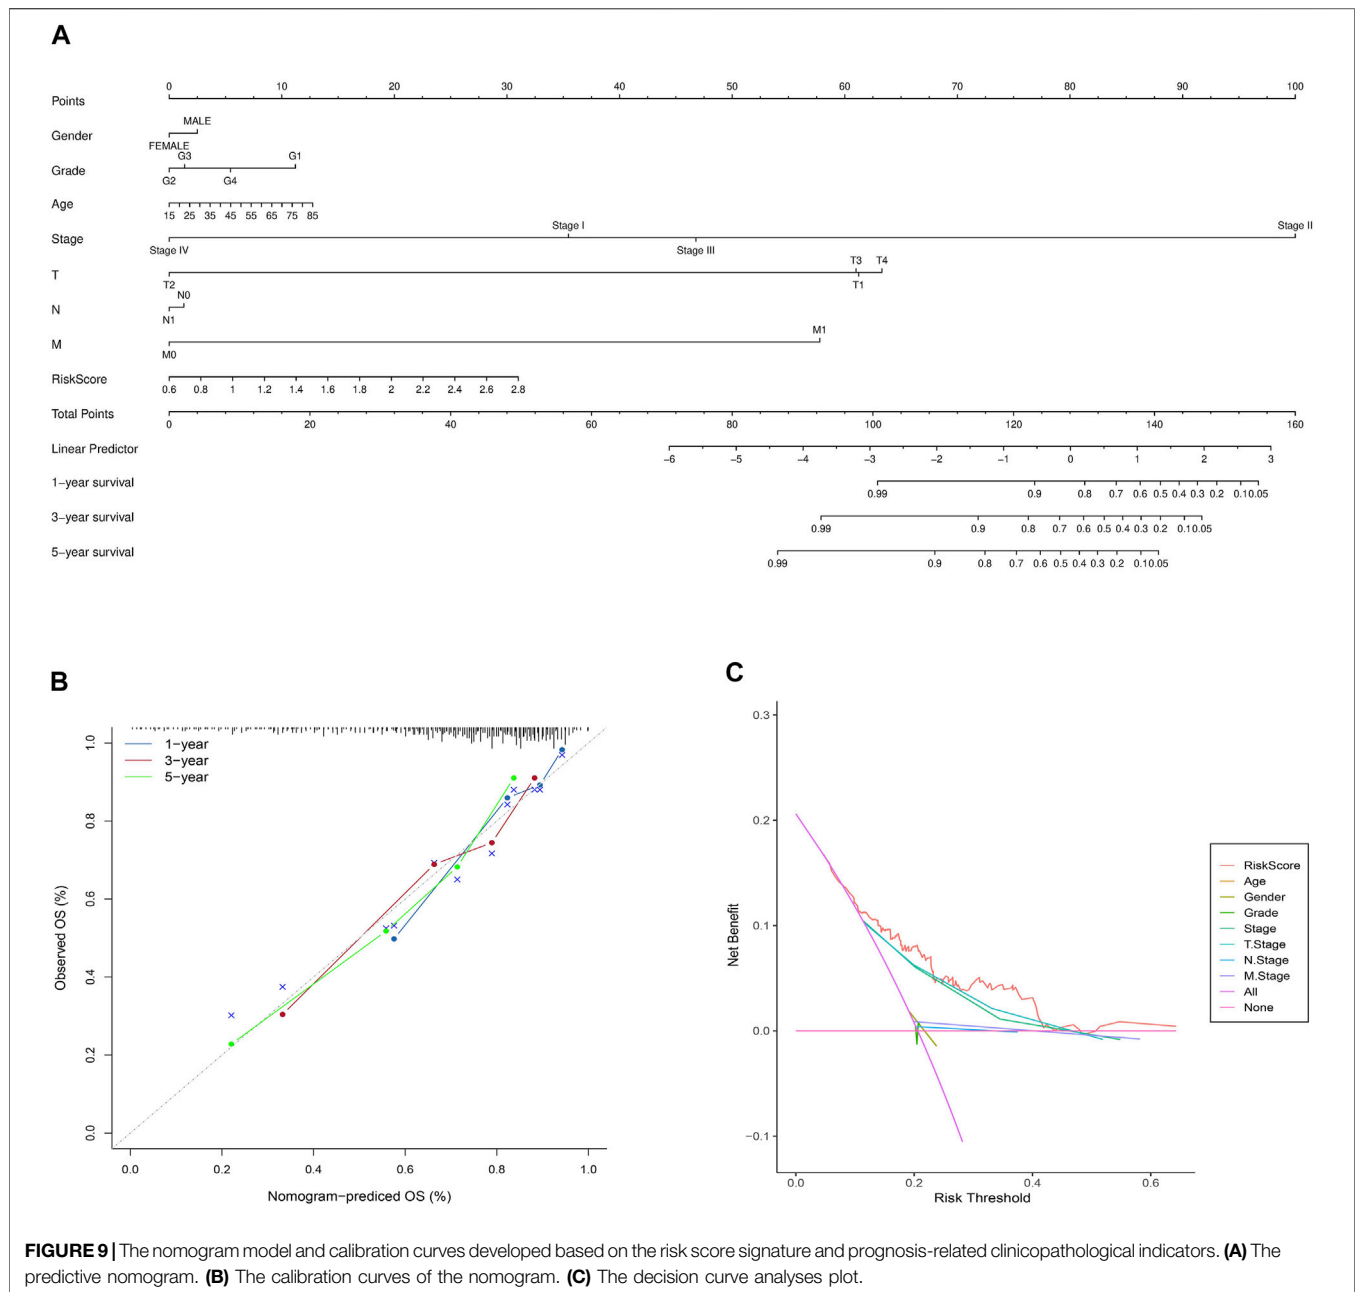 A
0 10 20 30 40 50 60 70 80 90 100
Points
MALE
Gender
FEMALE
G3 G1
Grade
G2 G4
Age
15 25 35 45 55 65 75 85
Stage I Stage II
Stage
Stage IV Stage III
T3 T4
T
T2 T1
N0
N
N1
M1
M
M0
RiskScore
0.6 0.8 1 1.2 1.4 1.6 1.8 2 2.2 2.4 2.6 2.8
Total Points
0 20 40 60 80 100 120 140 160
Linear Predictor
−6 −5 −4 −3 −2 −1 0 1 2 3
1−year survival
0.99 0.9 0.8 0.7 0.6 0.5 0.4 0.3 0.2 0.10.05
3−year survival
0.99 0.9 0.8 0.7 0.6 0.5 0.4 0.3 0.2 0.10.05
5−year survival
0.99 0.9 0.8 0.7 0.6 0.5 0.4 0.3 0.2 0.10.05
B
1−year
3−year
5−year
Observed OS (%)
1.0
0.8
0.6
0.4
0.2
0.0
0.0 0.2 0.4 0.6 0.8 1.0
Nomogram−prediced OS (%)
C
Net Benefit
0.3
0.2
0.1
0.0
−0.1
0.0 0.2 0.4 0.6
Risk Threshold
RiskScore
Age
Gender
Grade
Stage
T.Stage
N.Stage
M.Stage
All
None
FIGURE 9 | The nomogram model and calibration curves developed based on the risk score signature and prognosis-related clinicopathological indicators. (A) The
predictive nomogram. (B) The calibration curves of the nomogram. (C) The decision curve analyses plot.